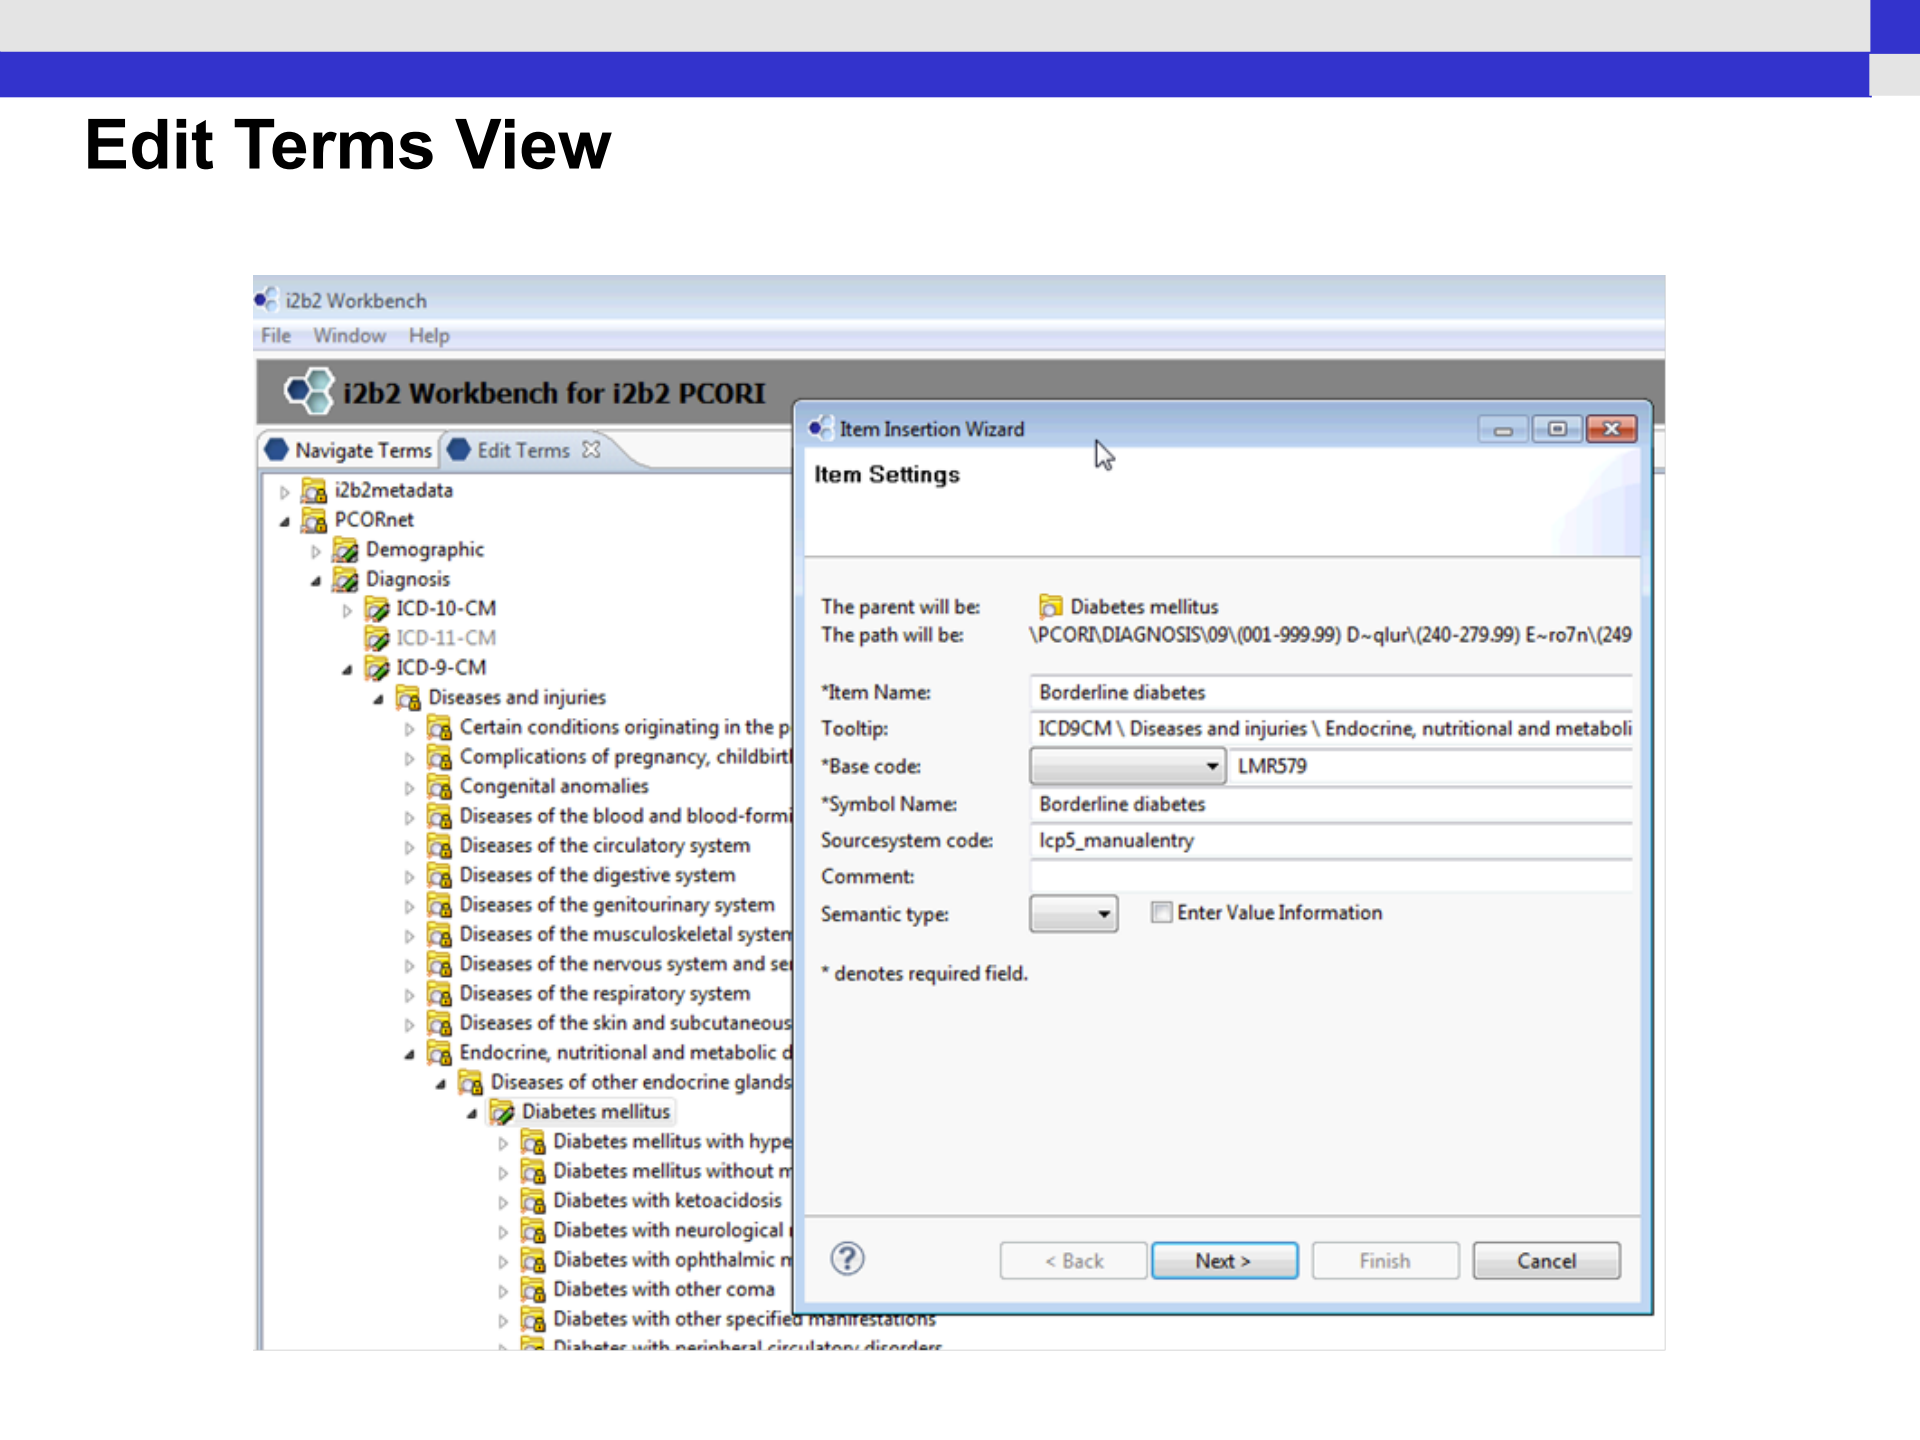 Edit Terms View
i2b2 Workbench
File Window Help
i2b2 Workbench for i2b2 PCORI
Navigate Terms Edit Terms
i2b2metadata
PCORnet
Demographic
Diagnosis
ICD-10-CM
ICD-11-CM
ICD-9-CM
Diseases and injuries
Certain conditions originating in the p
Complications of pregnancy, childbirt
Congenital anomalies
Diseases of the blood and blood-formi
Diseases of the circulatory system
Diseases of the digestive system
Diseases of the genitourinary system
Diseases of the musculoskeletal system
Diseases of the nervous system and se
Diseases of the respiratory system
Diseases of the skin and subcutaneous
Endocrine, nutritional and metabolic d
Diseases of other endocrine glands
Diabetes mellitus
Diabetes mellitus with hype
Diabetes mellitus without m
Diabetes with ketoacidosis
Diabetes with neurological
Diabetes with ophthalmic m
Diabetes with other coma
Diabetes with other specified manifestations
Diabetes with peripheral circulatory disorders
Item Insertion Wizard
Item Settings
The parent will be: Diabetes mellitus
The path will be: \PCORI\DIAGNOSIS\09\(001-999.99) D~qlur\(240-279.99) E~ro7n\(249
*Item Name: Borderline diabetes
Tooltip: ICD9CM \ Diseases and injuries \ Endocrine, nutritional and metaboli
*Base code: LMR579
*Symbol Name: Borderline diabetes
Sourcesystem code: lcp5_manualentry
Comment:
Semantic type: Enter Value Information
* denotes required field.
? < Back Next > Finish Cancel